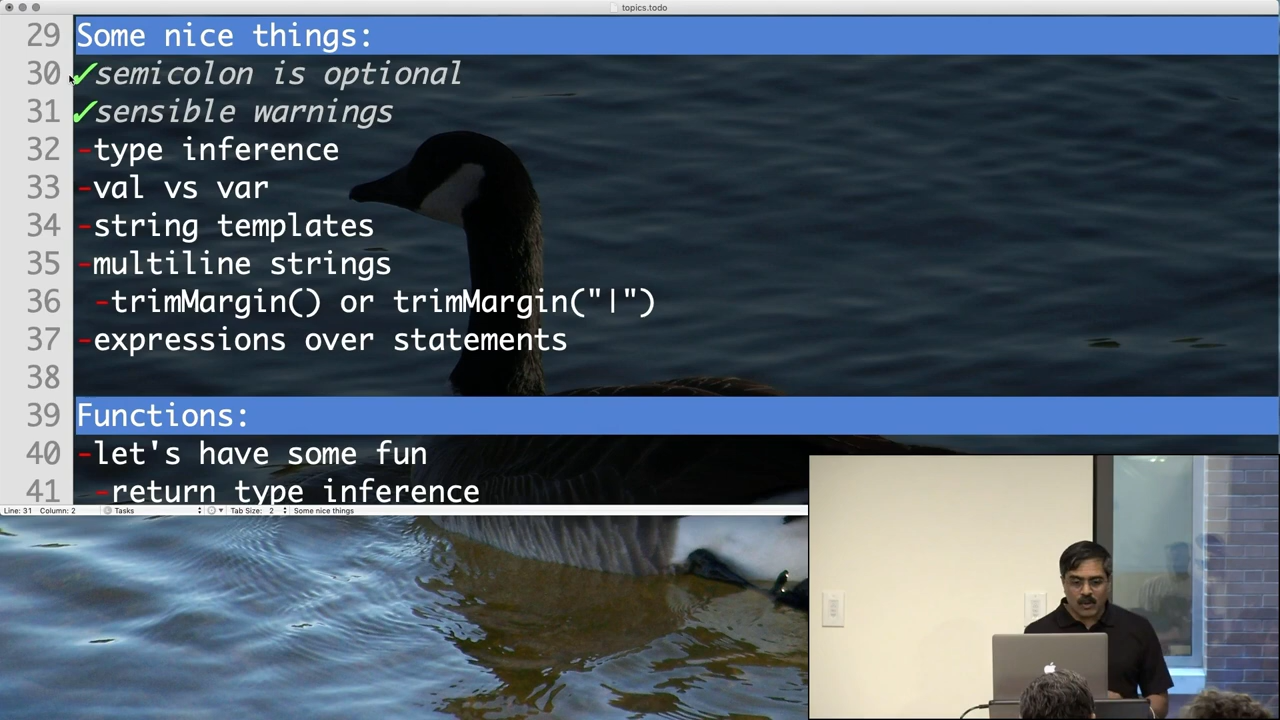 topics.todo
29 Some nice things:
30 ✓semicolon is optional
31 ✓sensible warnings
32 -type inference
33 -val vs var
34 -string templates
35 -multiline strings
36 -trimMargin() or trimMargin("|")
37 -expressions over statements
38
39 Functions:
40 -let's have some fun
41 -return type inference
Line: 31 Column: 2 Tasks Tab Size: 2 Some nice things